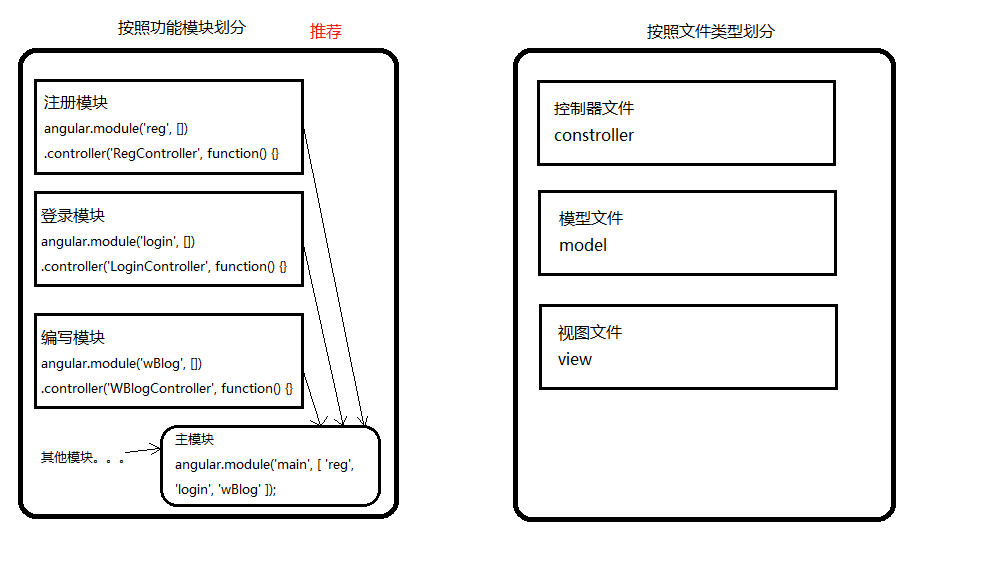 按照功能模块划分
推荐
注册模块
angular.module('reg', [])
.controller('RegController', function() {}
登录模块
angular.module('login', [])
.controller('LoginController', function() {}
编写模块
angular.module('wBlog', [])
.controller('WBlogController', function() {}
其他模块。。。
主模块
angular.module('main', [ 'reg',
'login', 'wBlog' ]);
按照文件类型划分
控制器文件
constroller
模型文件
model
视图文件
view